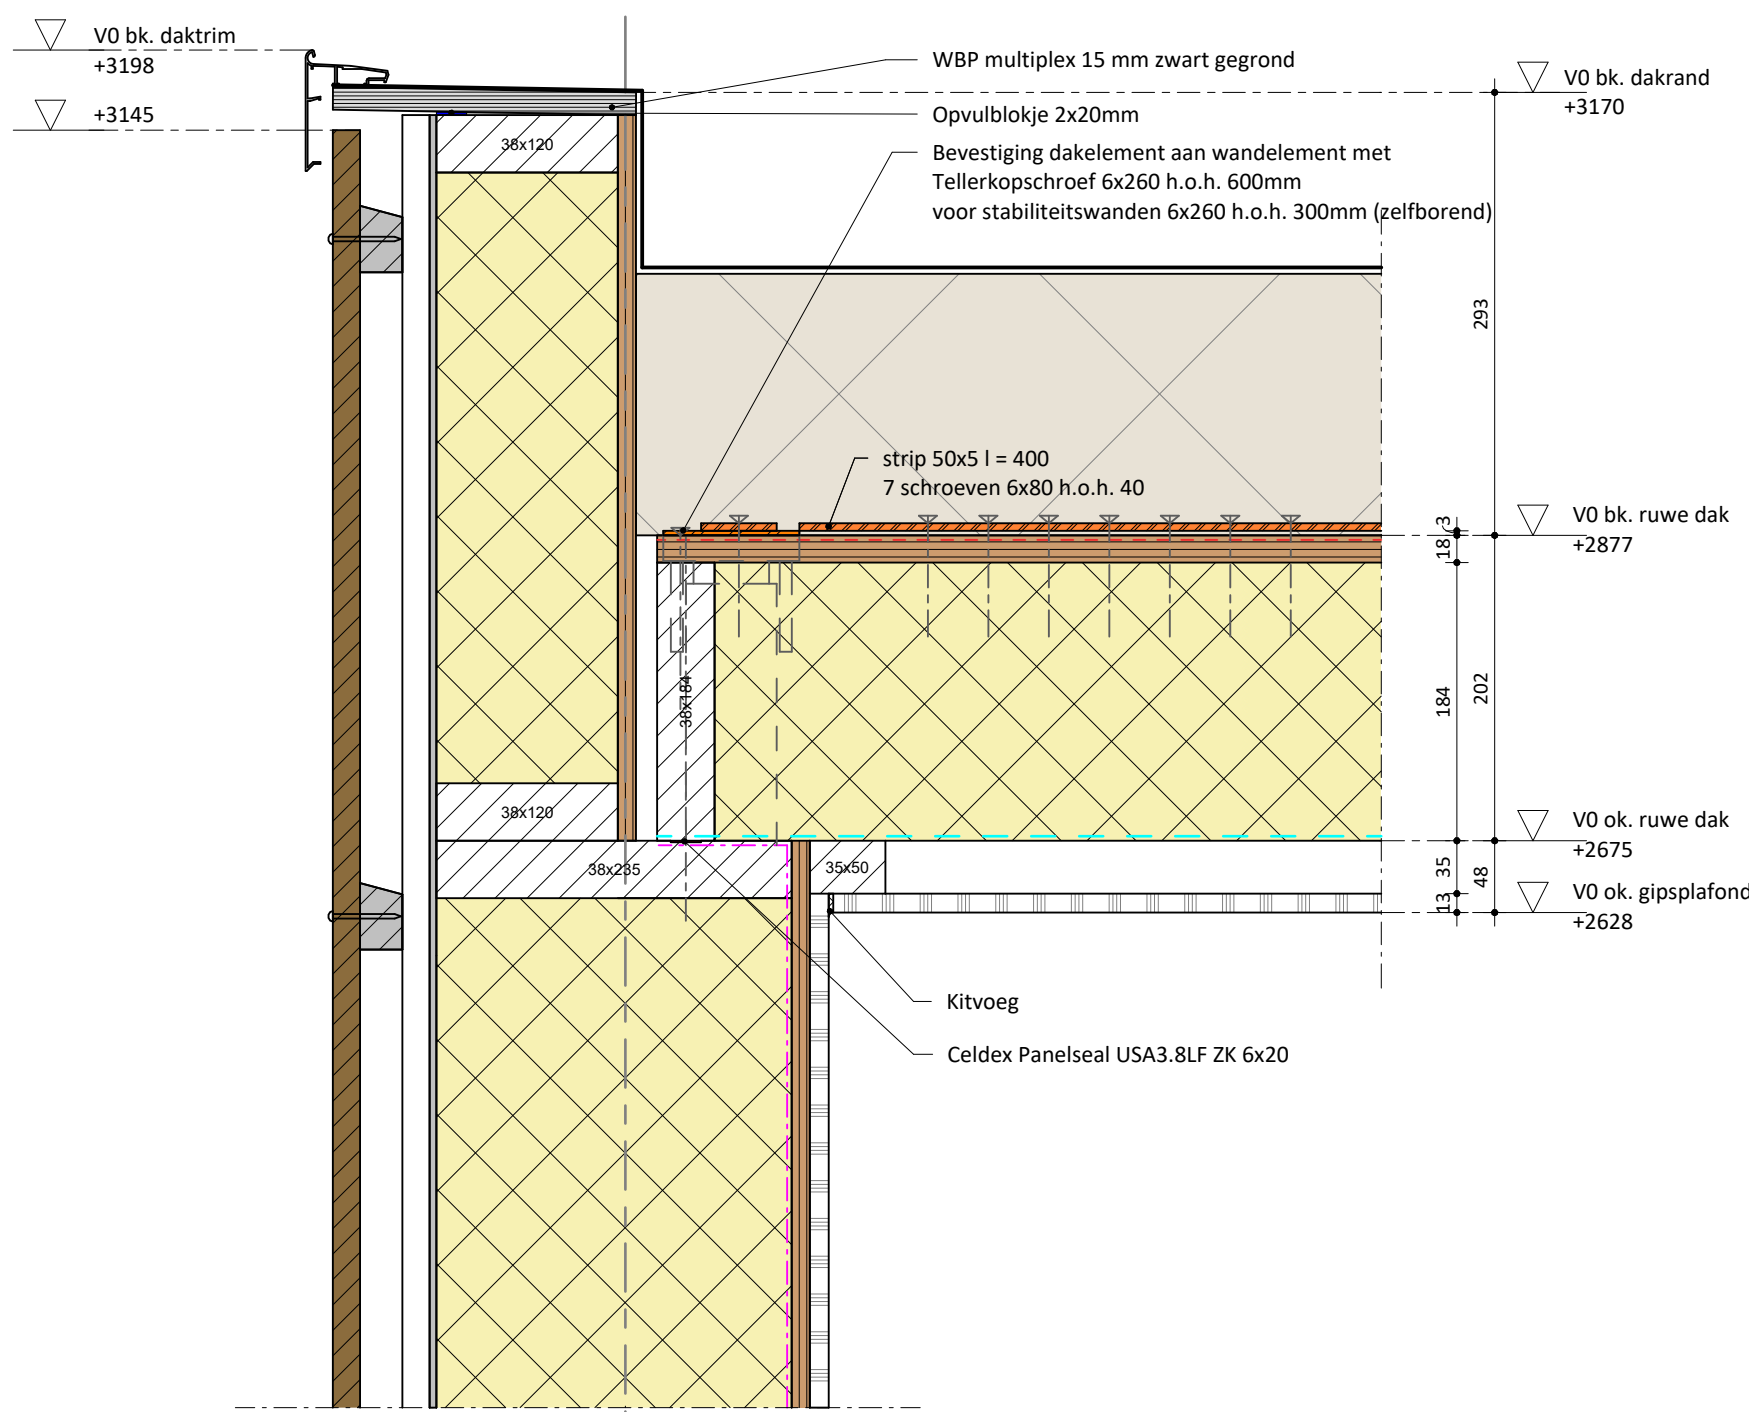 V0 bk. daktrim
+3198
+3145
WBP multiplex 15 mm zwart gegrond
Opvulblokje 2x20mm
Bevestiging dakelement aan wandelement met
Tellerkopschroef 6x260 h.o.h. 600mm
voor stabiliteitswanden 6x260 h.o.h. 300mm (zelfborend)
V0 bk. dakrand
+3170
38x120
293
strip 50x5 l = 400
7 schroeven 6x80 h.o.h. 40
V0 bk. ruwe dak
+2877
3
18
38x184
184
202
38x120
V0 ok. ruwe dak
+2675
38x235
35x50
35
48
13
V0 ok. gipsplafond
+2628
Kitvoeg
Celdex Panelseal USA3.8LF ZK 6x20